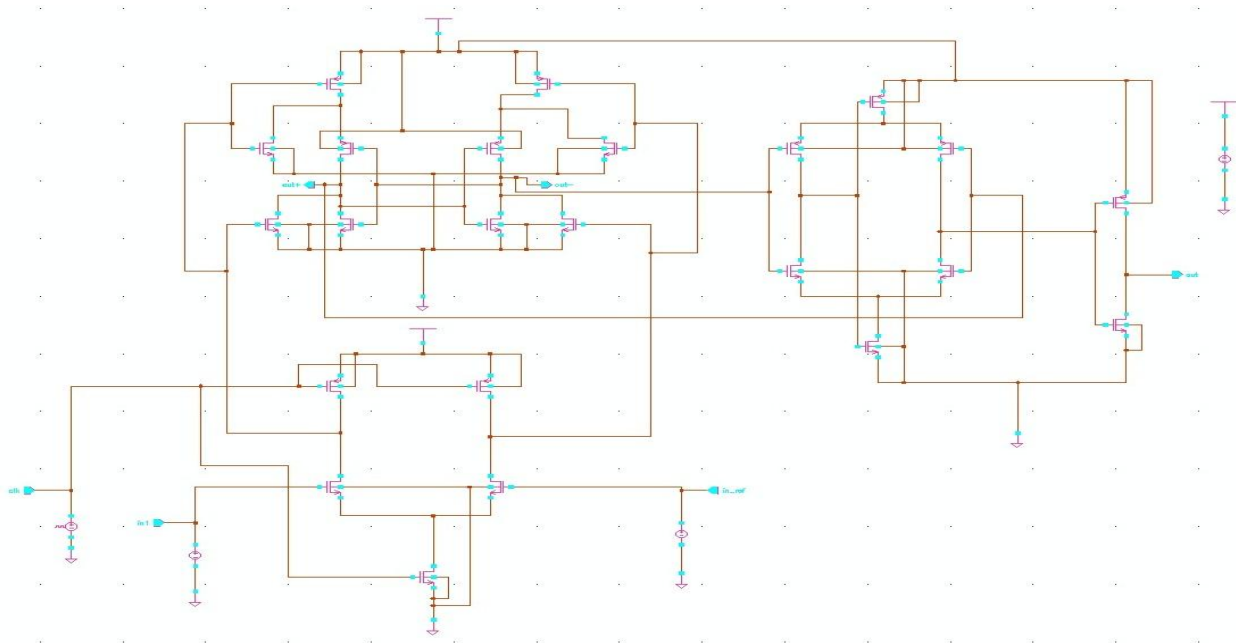 out+
out-
out
clk
in1
in_ref